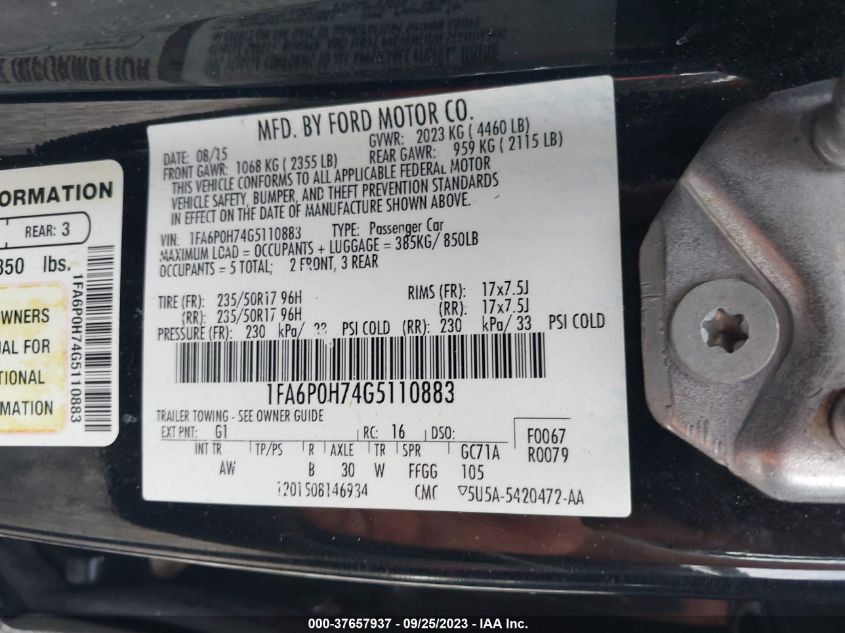 INFORMATION
MFD. BY FORD MOTOR CO.
DATE: 08/15 GVWR: 2023 KG ( 4460 LB)
FRONT GAWR: 1068 KG ( 2355 LB) REAR GAWR: 959 KG ( 2115 LB)
THIS VEHICLE CONFORMS TO ALL APPLICABLE FEDERAL MOTOR
VEHICLE SAFETY, BUMPER, AND THEFT PREVENTION STANDARDS
IN EFFECT ON THE DATE OF MANUFACTURE SHOWN ABOVE.
VIN: 1FA6P0H74G5110883 TYPE: Passenger Car
MAXIMUM LOAD = OCCUPANTS + LUGGAGE = 385KG/ 850LB
OCCUPANTS = 5 TOTAL; 2 FRONT, 3 REAR
TIRE (FR): 235/50R17 96H RIMS (FR): 17x7.5J
(RR): 235/50R17 96H (RR): 17x7.5J
PRESSURE (FR): 230 kPa/ 33 PSI COLD (RR): 230 kPa/ 33 PSI COLD
1FA6P0H74G5110883
TRAILER TOWING - SEE OWNER GUIDE
EXT PNT: G1 RC: 16 DSO: F0067
INT TR TP/PS R AXLE TR SPR GC71A R0079
AW B 30 W FFGG 105
1201508146934 CMC ▽5U5A-5420472-AA
ORMATION
REAR: 3
850 lbs.
OWNERS
UAL FOR
TIONAL
ORMATION
1FA6P0H74G5110883
000-37657937 - 09/25/2023 - IAA Inc.